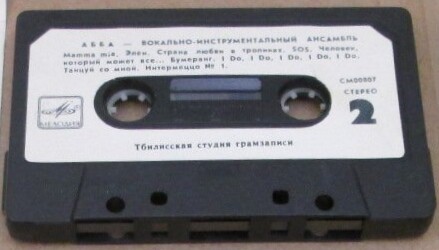 АББА — ВОКАЛЬНО-ИНСТРУМЕНТАЛЬНЫЙ АНСАМБЛЬ
Мамма mia, Элен. Страна любви в тропиках. SOS. Человек,
который может все... Бумеранг. I Do, I Do, I Do, I Do, I Do.
Танцуй со мной. Интермеццо № 1.
СМ00807
СТЕРЕО
2
МЕЛОДИЯ
Тбилисская студия грамзаписи